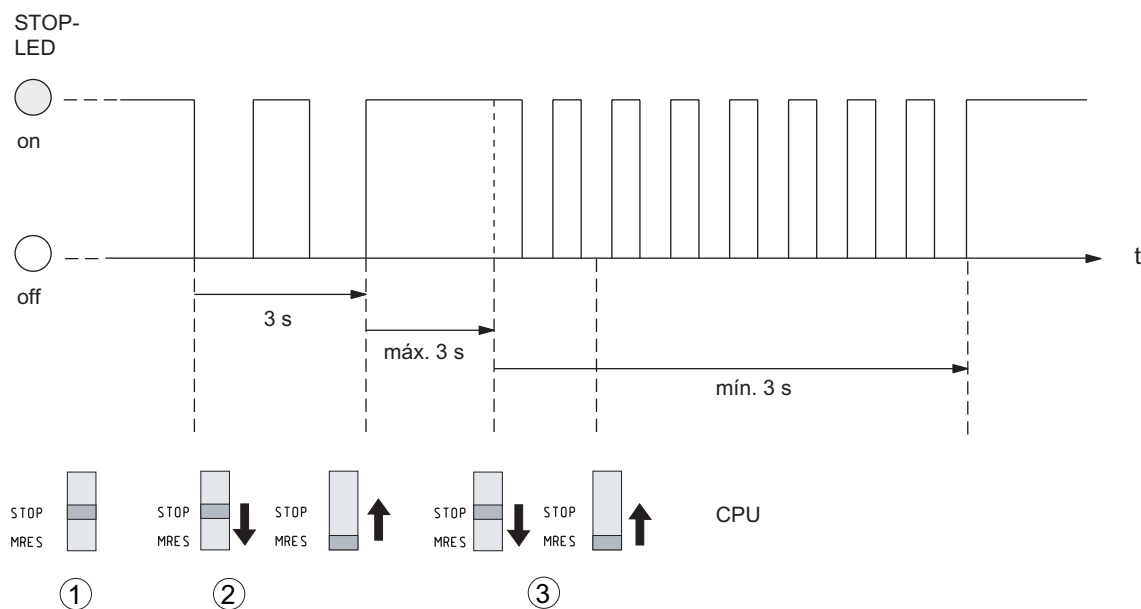 STOP-
LED
on
off
t
3 s
máx. 3 s
mín. 3 s
STOP
MRES
STOP
MRES
STOP
MRES
STOP
MRES
STOP
MRES
CPU
1
2
3